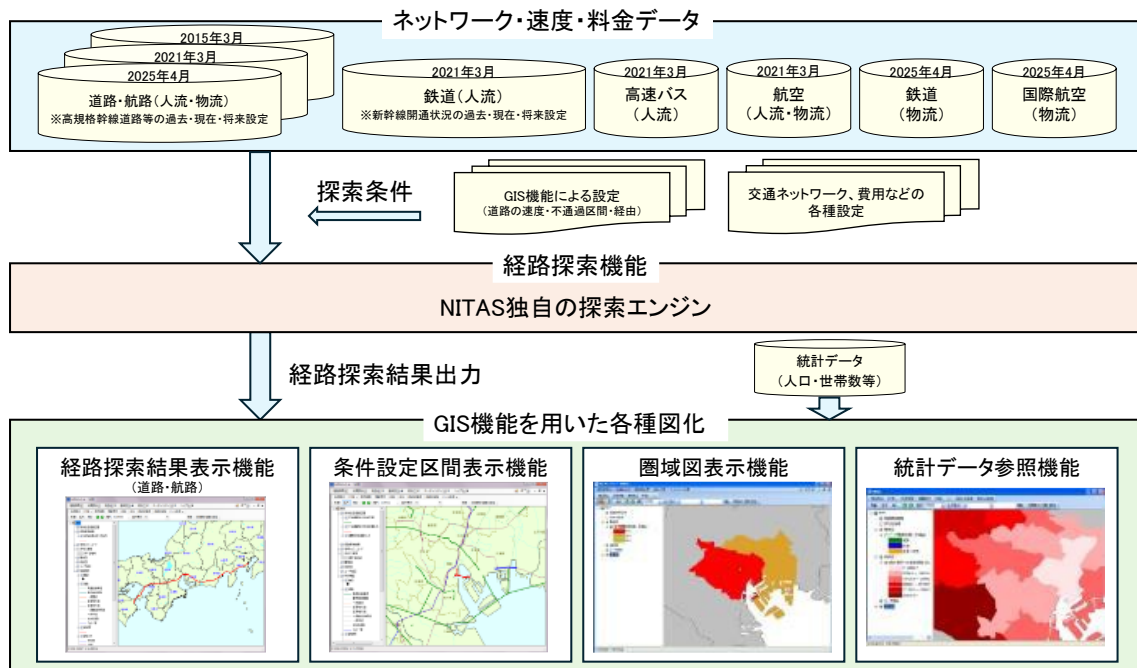 ネットワーク・速度・料金データ
2015年3月
2021年3月
2025年4月
道路・航路(人流・物流)
※高規格幹線道路等の過去・現在・将来設定
2021年3月
鉄道(人流)
※新幹線開通状況の過去・現在・将来設定
2021年3月
高速バス
(人流)
2021年3月
航空
(人流・物流)
2025年4月
鉄道
(物流)
2025年4月
国際航空
(物流)
探索条件
GIS機能による設定
(道路の速度・不通過区間・経由)
交通ネットワーク、費用などの
各種設定
経路探索機能
NITAS独自の探索エンジン
経路探索結果出力
統計データ
(人口・世帯数等)
GIS機能を用いた各種図化
経路探索結果表示機能
(道路・航路)
条件設定区間表示機能
圏域図表示機能
統計データ参照機能